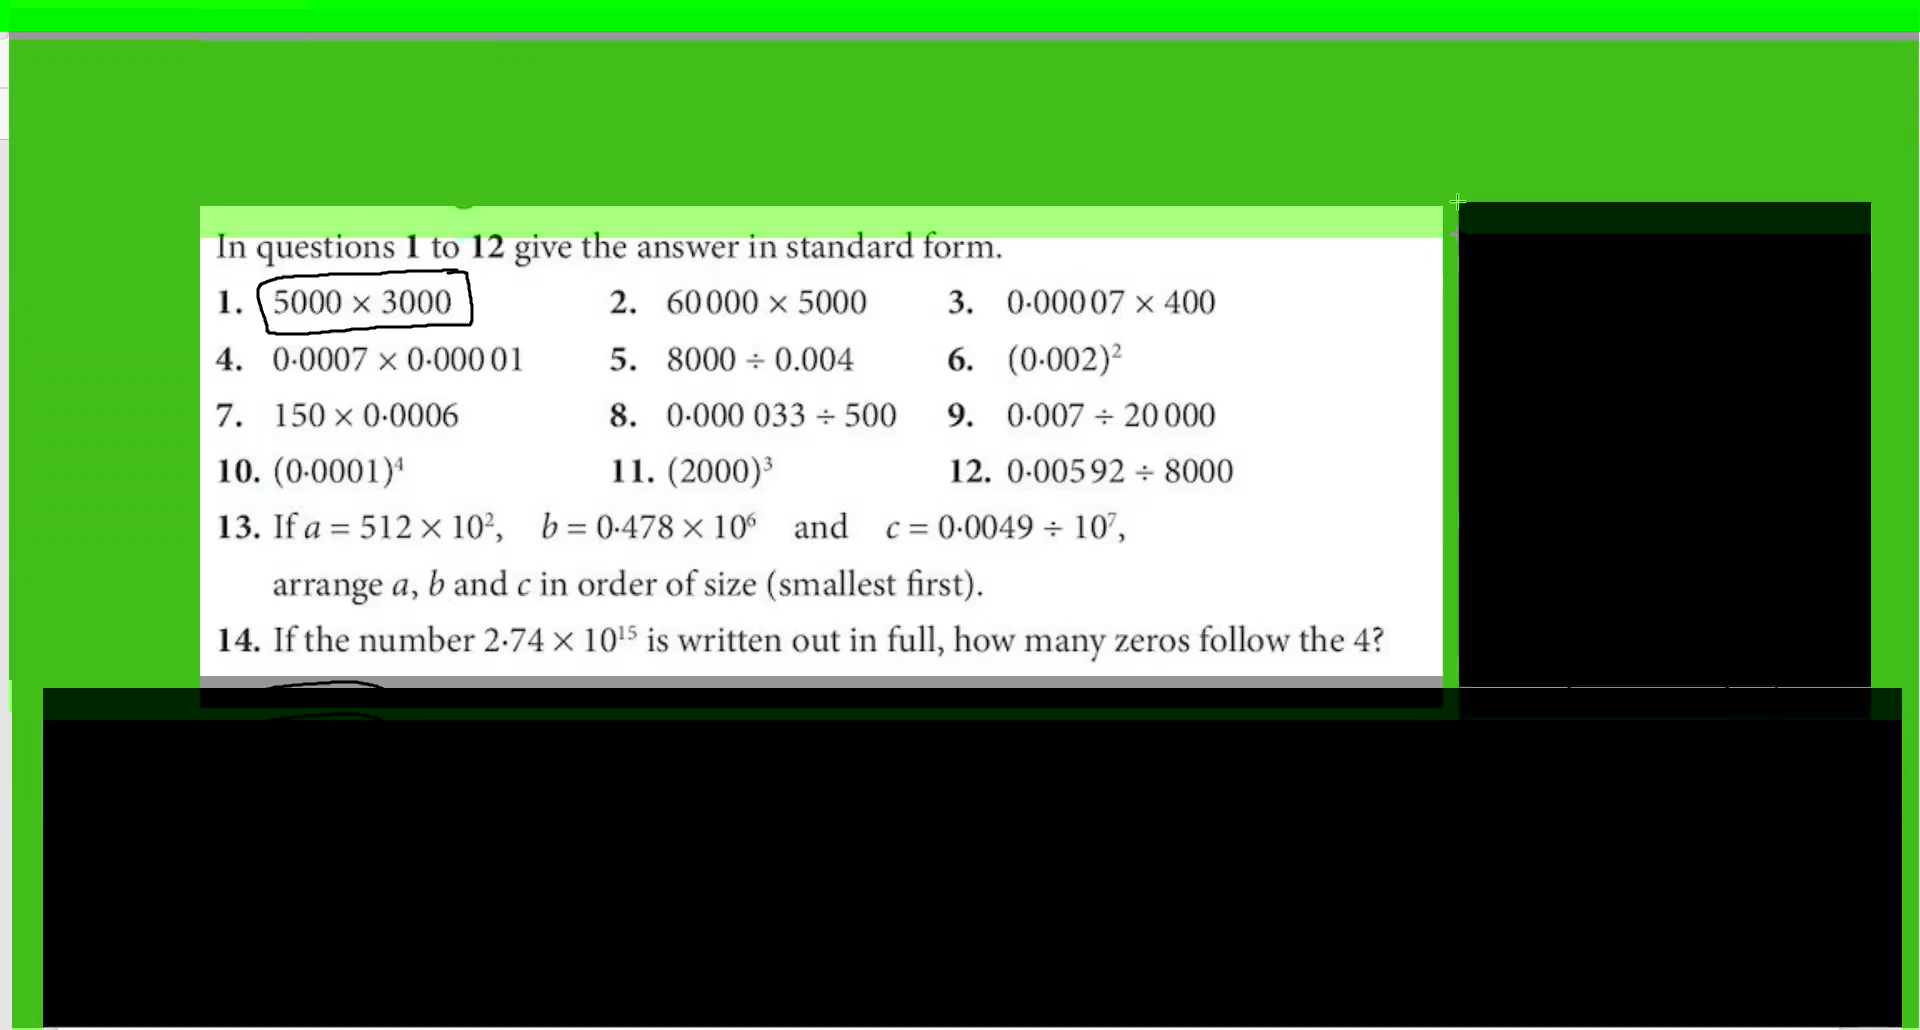 In questions 1 to 12 give the answer in standard form.
1. 5000 × 3000 2. 60 000 × 5000 3. 0·000 07 × 400
4. 0·0007 × 0·000 01 5. 8000 ÷ 0.004 6. (0·002)²
7. 150 × 0·0006 8. 0·000 033 ÷ 500 9. 0·007 ÷ 20 000
10. (0·0001)⁴ 11. (2000)³ 12. 0·005 92 ÷ 8000
13. If a = 512 × 10², b = 0·478 × 10⁶ and c = 0·0049 ÷ 10⁷,
arrange a, b and c in order of size (smallest first).
14. If the number 2·74 × 10¹⁵ is written out in full, how many zeros follow the 4?